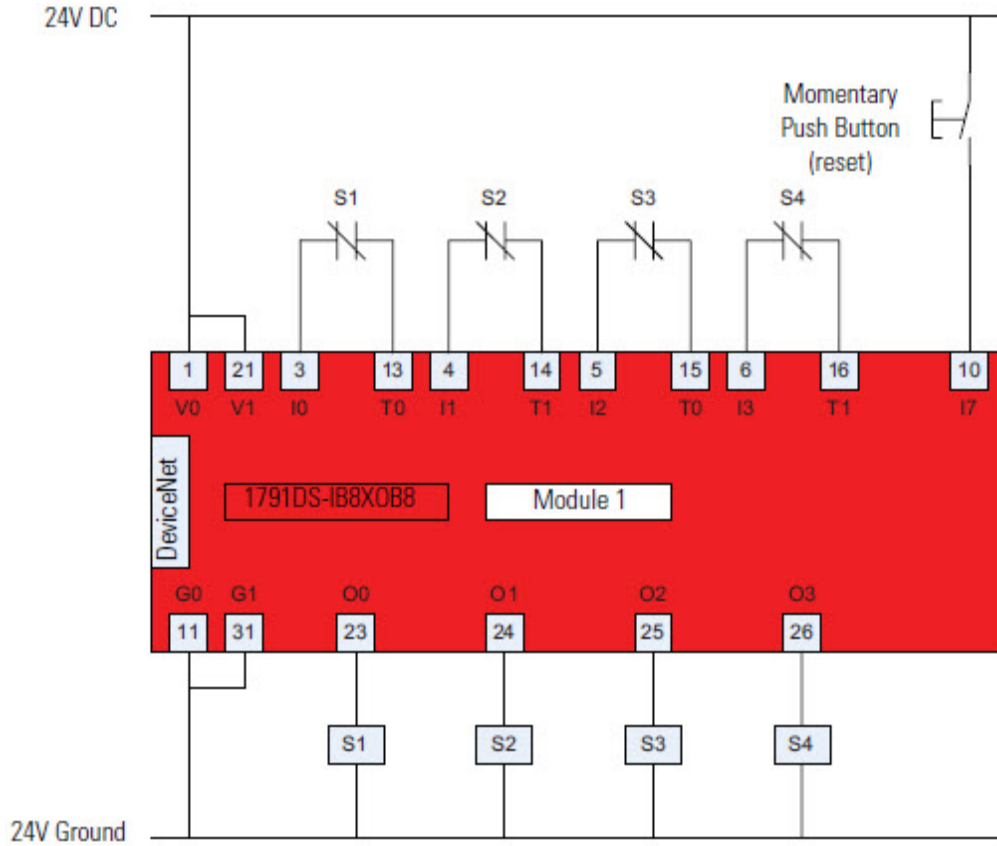 24V DC
Momentary
Push Button
(reset)
S1 S2 S3 S4
1 21 3 13 4 14 5 15 6 16 10
V0 V1 I0 T0 I1 T1 I2 T0 I3 T1 I7
DeviceNet
1791DS-IB8XOB8 Module 1
G0 G1 O0 O1 O2 O3
11 31 23 24 25 26
S1 S2 S3 S4
24V Ground